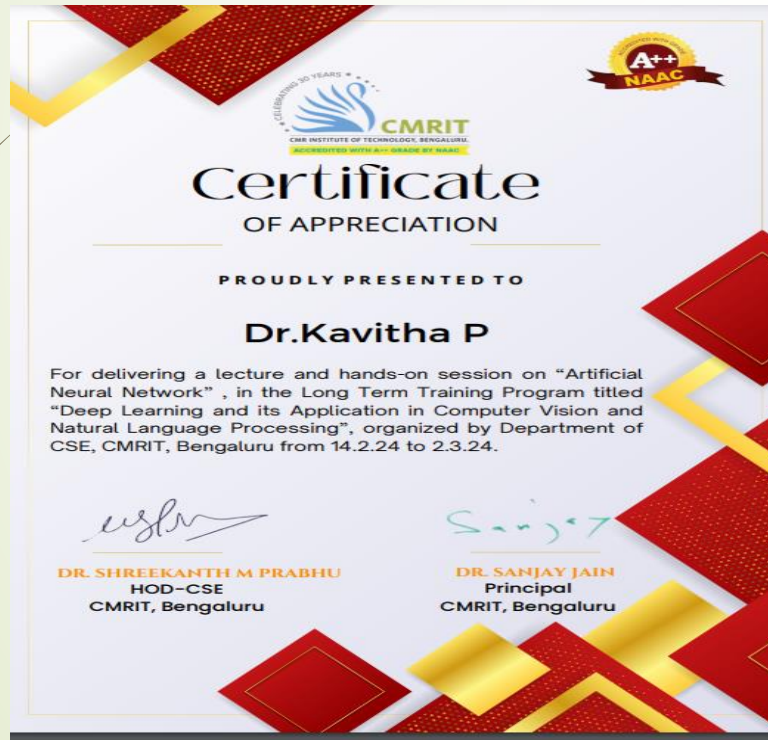 ACCREDITED WITH GRADE
A++
NAAC
CELEBRATING 30 YEARS
CMRIT
CMR INSTITUTE OF TECHNOLOGY, BENGALURU.
ACCREDITED WITH A++ GRADE BY NAAC
Certificate
OF APPRECIATION
PROUDLY PRESENTED TO
Dr.Kavitha P
For delivering a lecture and hands-on session on “Artificial
Neural Network” , in the Long Term Training Program titled
“Deep Learning and its Application in Computer Vision and
Natural Language Processing”, organized by Department of
CSE, CMRIT, Bengaluru from 14.2.24 to 2.3.24.
Sanjay
DR. SHREEKANTH M PRABHU
HOD-CSE
CMRIT, Bengaluru
DR. SANJAY JAIN
Principal
CMRIT, Bengaluru